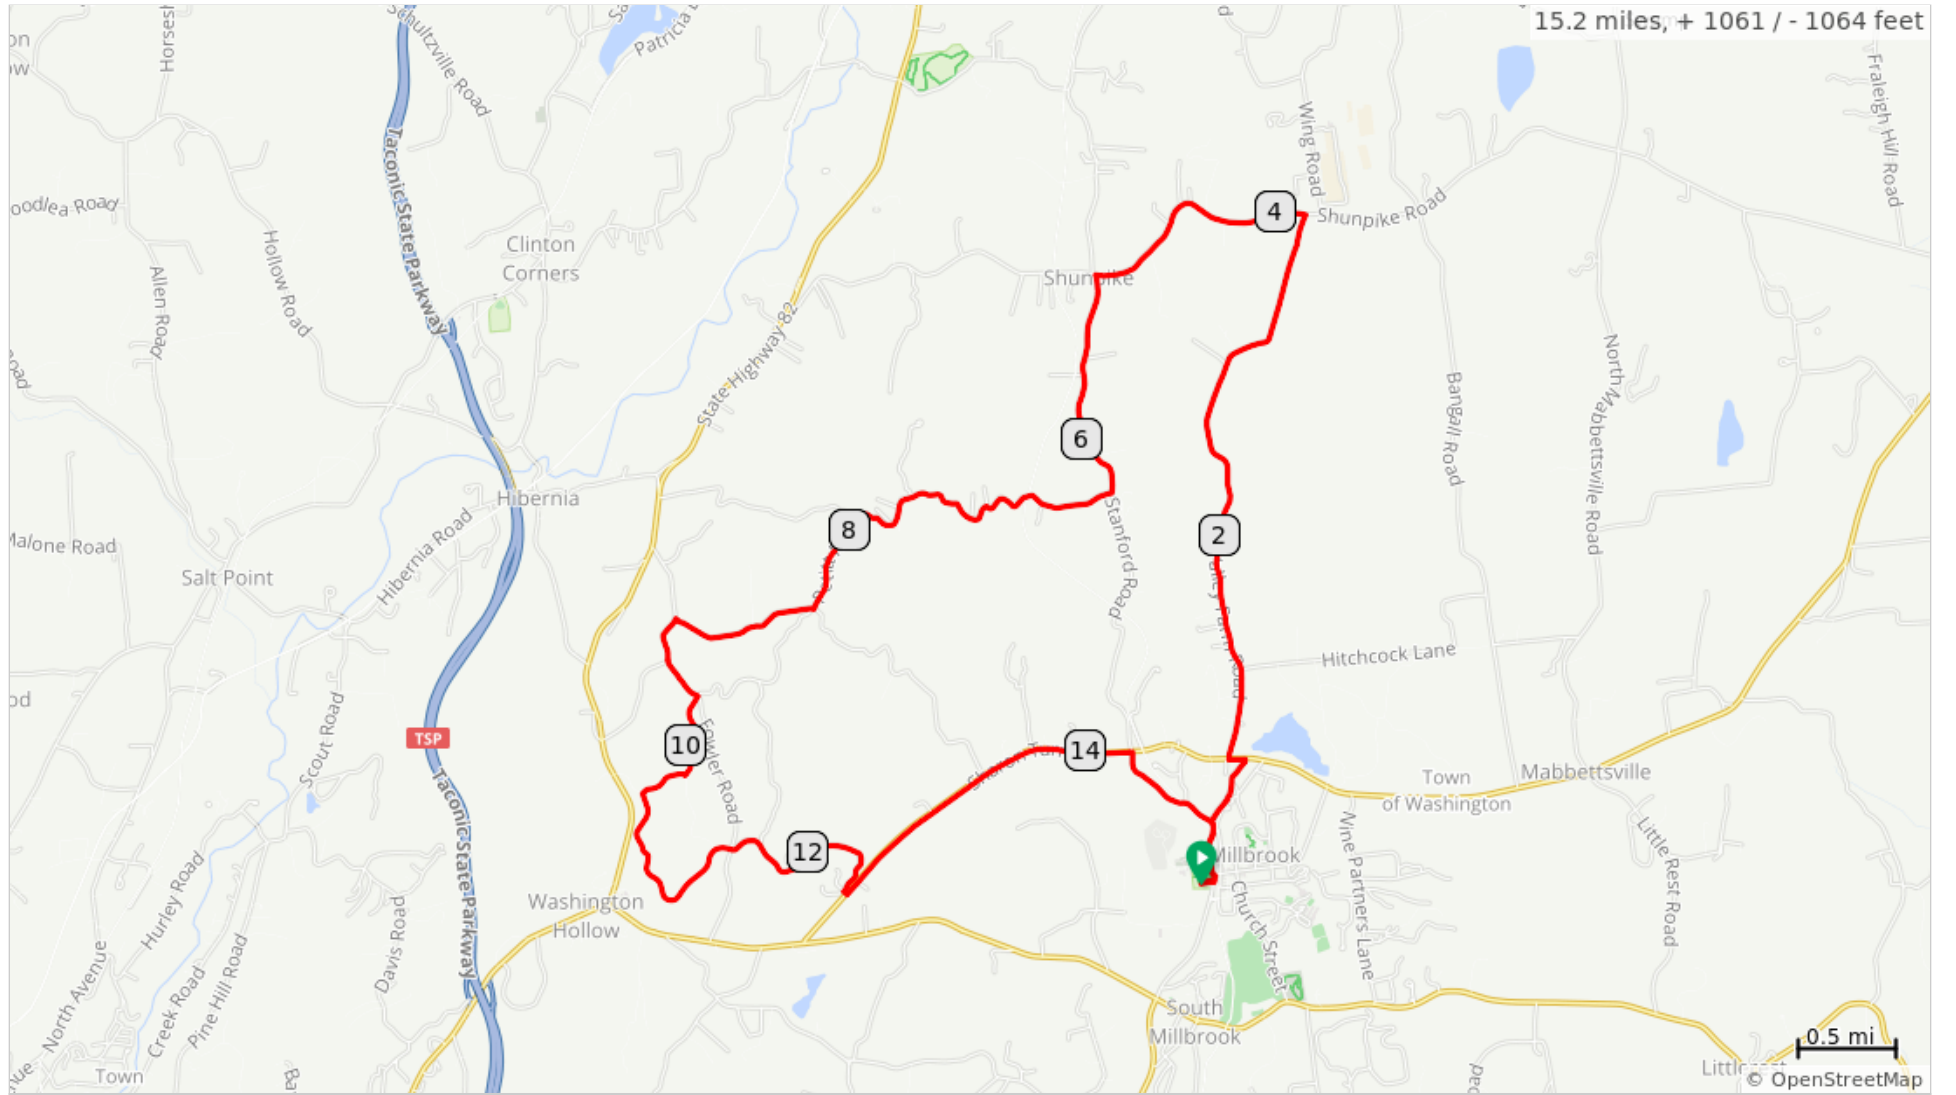 15.2 miles, + 1061 / - 1064 feet
Schultzville Road
Patricia
Taconic State Parkway
Wing Road
Fraleigh Hill Road
Shunpike Road
Hollow Road
Allen Road
Clinton
Corners
4
Shunpike
State Highway 82
North Mabbettsville Road
Bangall Road
6
Hibernia
Stanford Road
8
2
Malone Road
Salt Point
Hibernia Road
Hitchcock Lane
Scout Road
TSP
10
Fowler Road
14
Town
of Washington
Mabbettsville
Taconic State Parkway
12
Millbrook
Nine Partners Lane
Little Rest Road
Hurley Road
Washington
Hollow
Church Street
Davis Road
North Avenue
Creek Road
Pine Hill Road
South
Millbrook
Town
0.5 mi
© OpenStreetMap